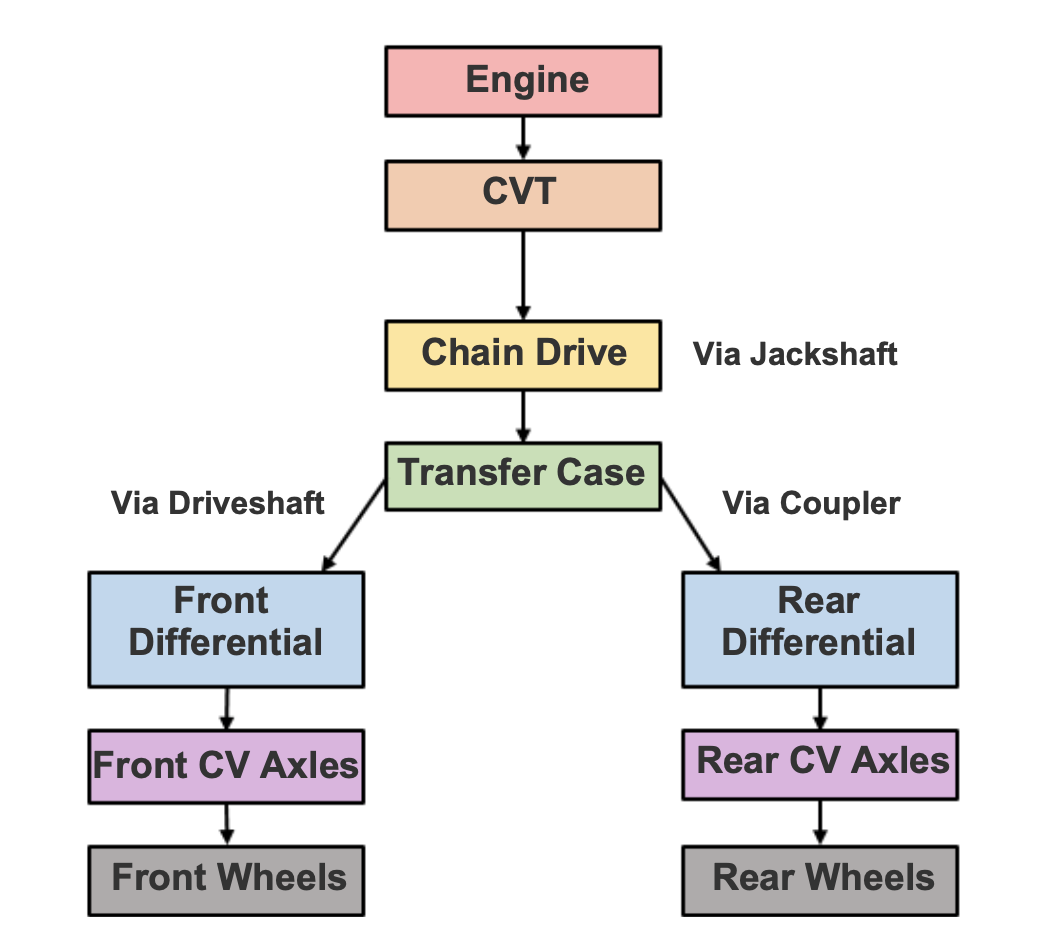 Engine
CVT
Chain Drive
Via Jackshaft
Transfer Case
Via Driveshaft
Via Coupler
Front
Differential
Rear
Differential
Front CV Axles
Rear CV Axles
Front Wheels
Rear Wheels